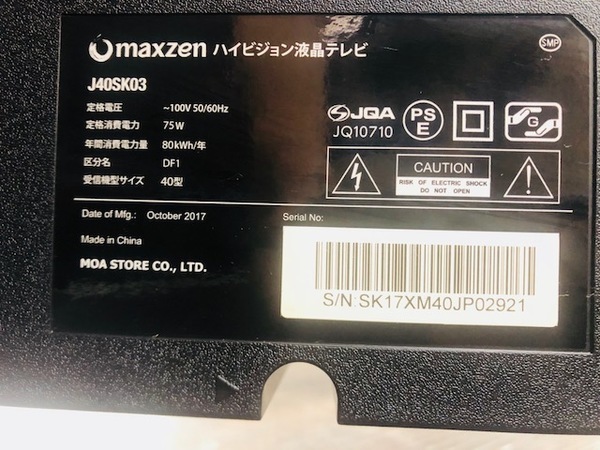 maxzen ハイビジョン液晶テレビ
SMP
J40SK03
定格電圧 ~100V 50/60Hz
定格消費電力 75W
年間消費電力量 80kWh/年
区分名 DF1
受信機型サイズ 40型
JQA
JQ10710
PS
E
G
CAUTION
RISK OF ELECTRIC SHOCK
DO NOT OPEN
Date of Mfg.: October 2017
Made in China
MOA STORE CO., LTD.
Serial No:
S/N:SK17XM40JP02921